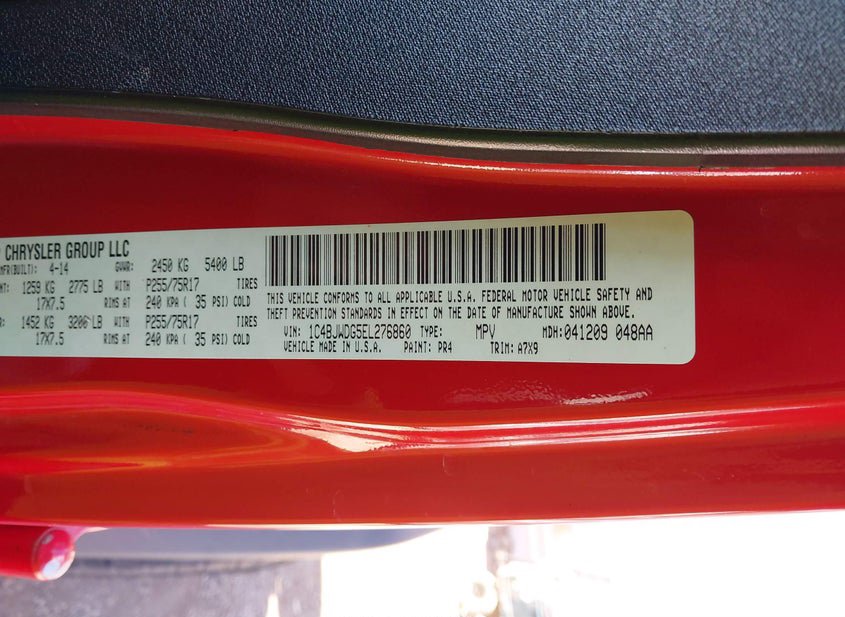 CHRYSLER GROUP LLC
MFR(BUILT): 4-14 GVWR: 2450 KG 5400 LB
1259 KG 2775 LB WITH P255/75R17 TIRES
17X7.5 RIMS AT 240 KPA ( 35 PSI) COLD
1452 KG 3206 LB WITH P255/75R17 TIRES
17X7.5 RIMS AT 240 KPA ( 35 PSI) COLD
THIS VEHICLE CONFORMS TO ALL APPLICABLE U.S.A. FEDERAL MOTOR VEHICLE SAFETY AND
THEFT PREVENTION STANDARDS IN EFFECT ON THE DATE OF MANUFACTURE SHOWN ABOVE.
VIN: 1C4BJWDG5EL276860 TYPE: MPV MDH:041209 048AA
VEHICLE MADE IN U.S.A. PAINT: PR4 TRIM: A7X9